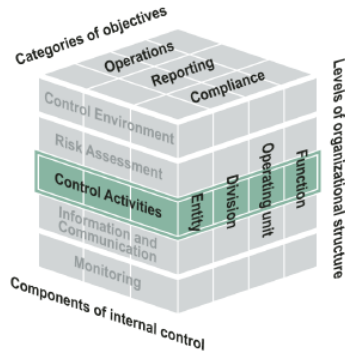 Categories of objectives
Operations
Reporting
Compliance
Control Environment
Risk Assessment
Control Activities
Information and
Communication
Monitoring
Entity
Division
Operating unit
Function
Levels of organizational structure
Components of internal control